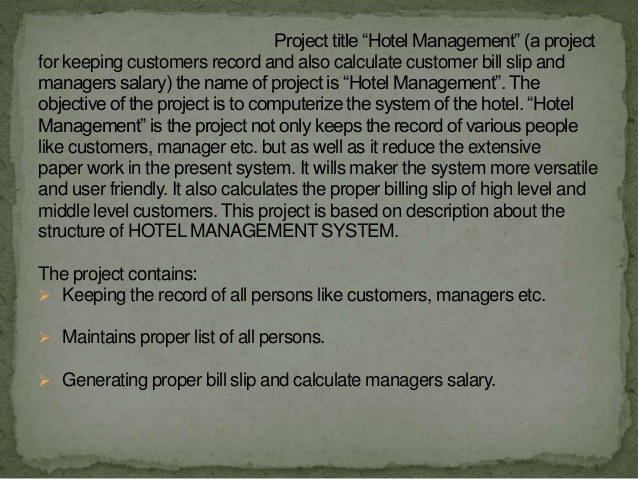 Project title “Hotel Management” (a project
for keeping customers record and also calculate customer bill slip and
managers salary) the name of project is “Hotel Management”. The
objective of the project is to computerize the system of the hotel. “Hotel
Management” is the project not only keeps the record of various people
like customers, manager etc. but as well as it reduce the extensive
paper work in the present system. It wills maker the system more versatile
and user friendly. It also calculates the proper billing slip of high level and
middle level customers. This project is based on description about the
structure of HOTEL MANAGEMENT SYSTEM.
The project contains:
➢ Keeping the record of all persons like customers, managers etc.
➢ Maintains proper list of all persons.
➢ Generating proper bill slip and calculate managers salary.